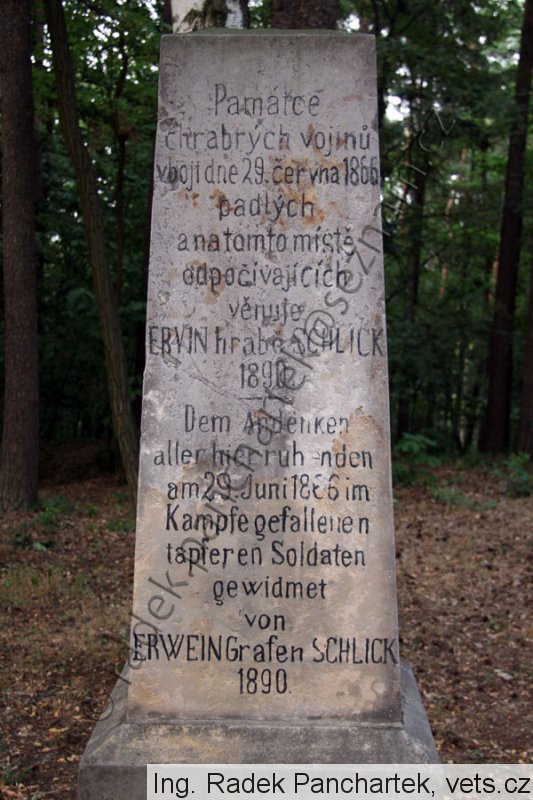 Památce
chrabrých vojínů
v boji dne 29. června 1866
padlých
a na tomto místě
odpočívajících
věnuje
ERVIN hrabě SCHLICK
1890.
Dem Andenken
aller hier ruhenden
am 29. Juni 1866 im
Kampfe gefallenen
tapferen Soldaten
gewidmet
von
ERWEIN Grafen SCHLICK
1890.
Ing. Radek Panchartek, vets.cz